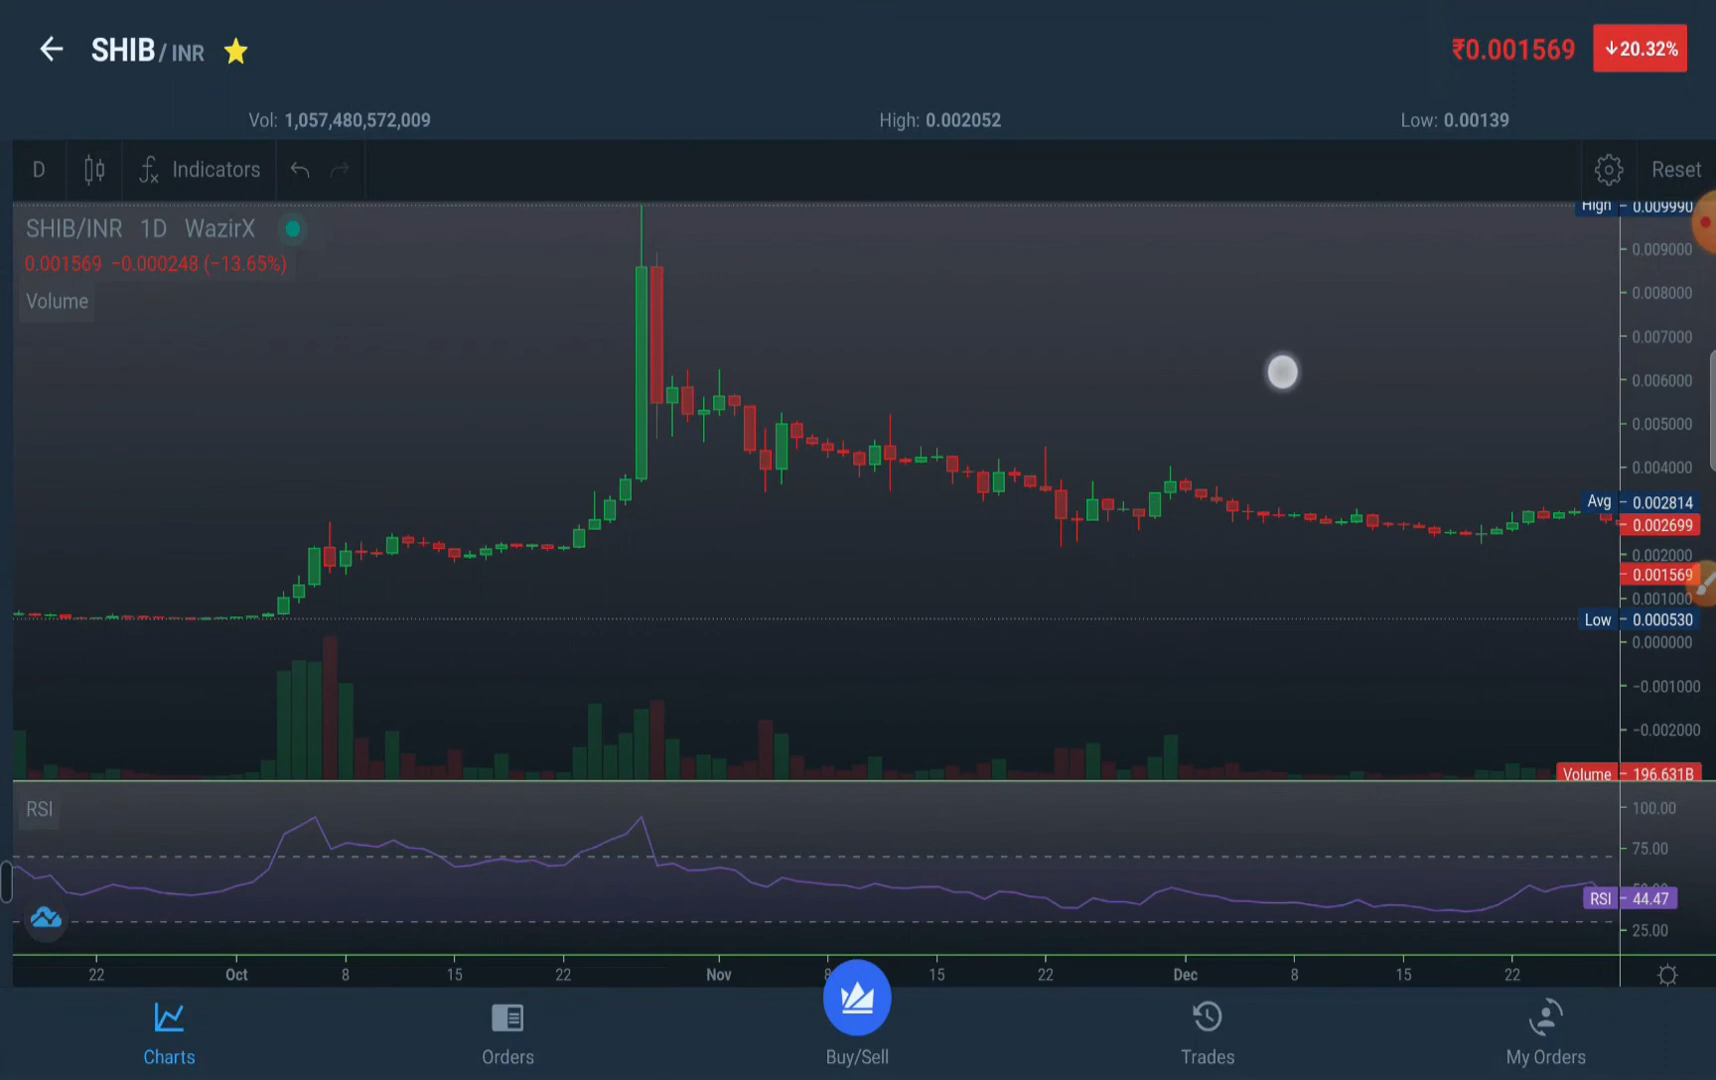 SHIB / INR
₹0.001569
↓20.32%
Vol: 1,057,480,572,009
High: 0.002052
Low: 0.00139
D
Indicators
Reset
SHIB/INR 1D WazirX
0.001569 −0.000248 (−13.65%)
Volume
High 0.009990
0.009000
0.008000
0.007000
0.006000
0.005000
0.004000
Avg 0.002814
0.002699
0.002000
0.001569
0.001000
Low 0.000530
0.000000
−0.001000
−0.002000
Volume 196.631B
RSI
100.00
75.00
RSI 44.47
25.00
22 Oct 8 15 22 Nov 8 15 22 Dec 8 15 22
Charts
Orders
Buy/Sell
Trades
My Orders